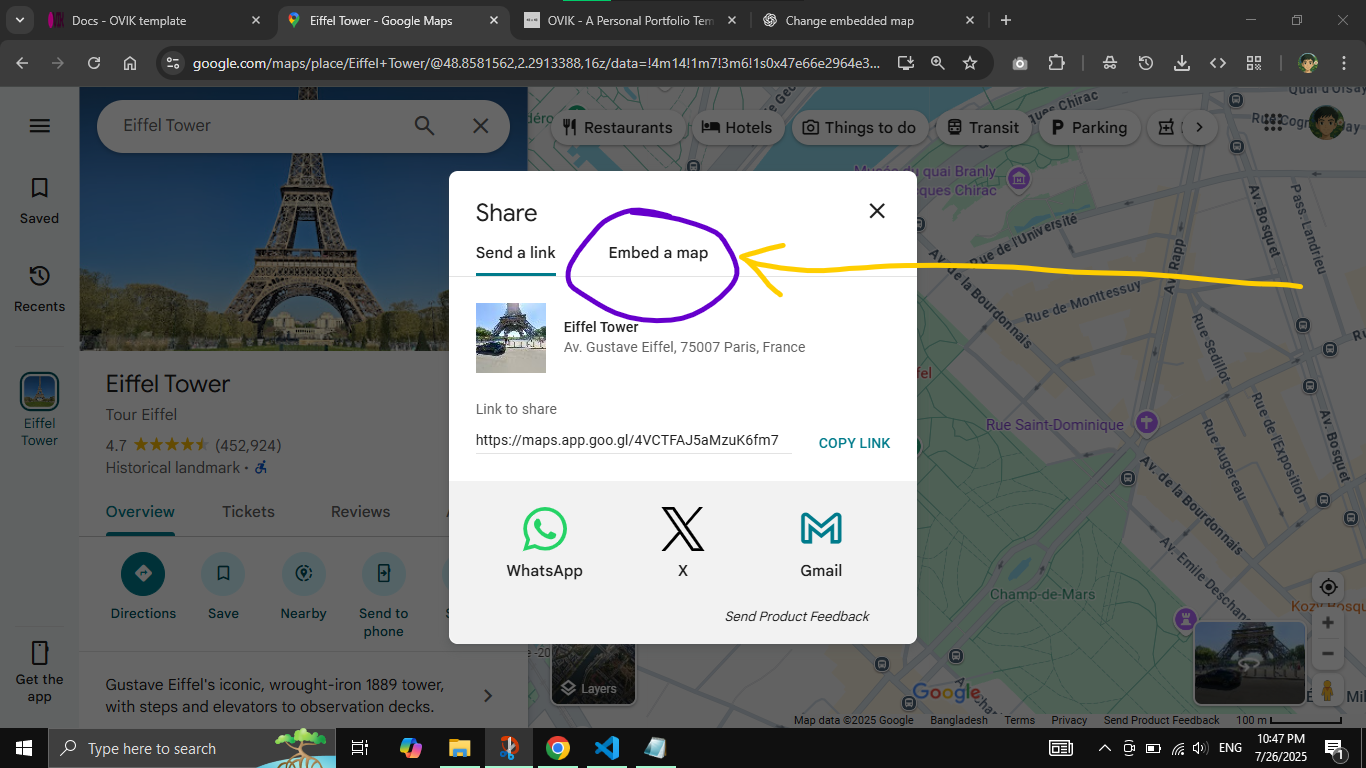 Docs - OVIK template
Eiffel Tower - Google Maps
OVIK - A Personal Portfolio Tem
Change embedded map
google.com/maps/place/Eiffel+Tower/@48.8581562,2.2913388,16z/data=!4m14!1m7!3m6!1s0x47e66e2964e3...
Eiffel Tower
Restaurants
Hotels
Things to do
Transit
Parking
Saved
Recents
Eiffel
Tower
Get the
app
Eiffel Tower
Tour Eiffel
4.7 (452,924)
Historical landmark ·
Overview
Tickets
Reviews
Directions
Save
Nearby
Send to
phone
Gustave Eiffel's iconic, wrought-iron 1889 tower,
with steps and elevators to observation decks.
Share
Send a link
Embed a map
Eiffel Tower
Av. Gustave Eiffel, 75007 Paris, France
Link to share
https://maps.app.goo.gl/4VCTFAJ5aMzuK6fm7
COPY LINK
WhatsApp
X
Gmail
Send Product Feedback
Quai d'Orsay
Chirac
Musée du quai Branly
Jacques Chirac
Rue de l'Université
Av. Rapp
Av. Bosquet
Pass. Landrieu
Av. de la Bourdonnais
Rue de Monttessuy
Rue Sedillot
Rue Saint-Dominique
Av. Bosquet
Rue de l'Exposition
Rue Augereau
Av. de la Bourdonnais
Av. Emile Deschanel
Champ-de-Mars
Kozy Bosquet
Layers
Google
Map data ©2025 Google
Bangladesh
Terms
Privacy
Send Product Feedback
100 m
Type here to search
ENG
10:47 PM
7/26/2025
1